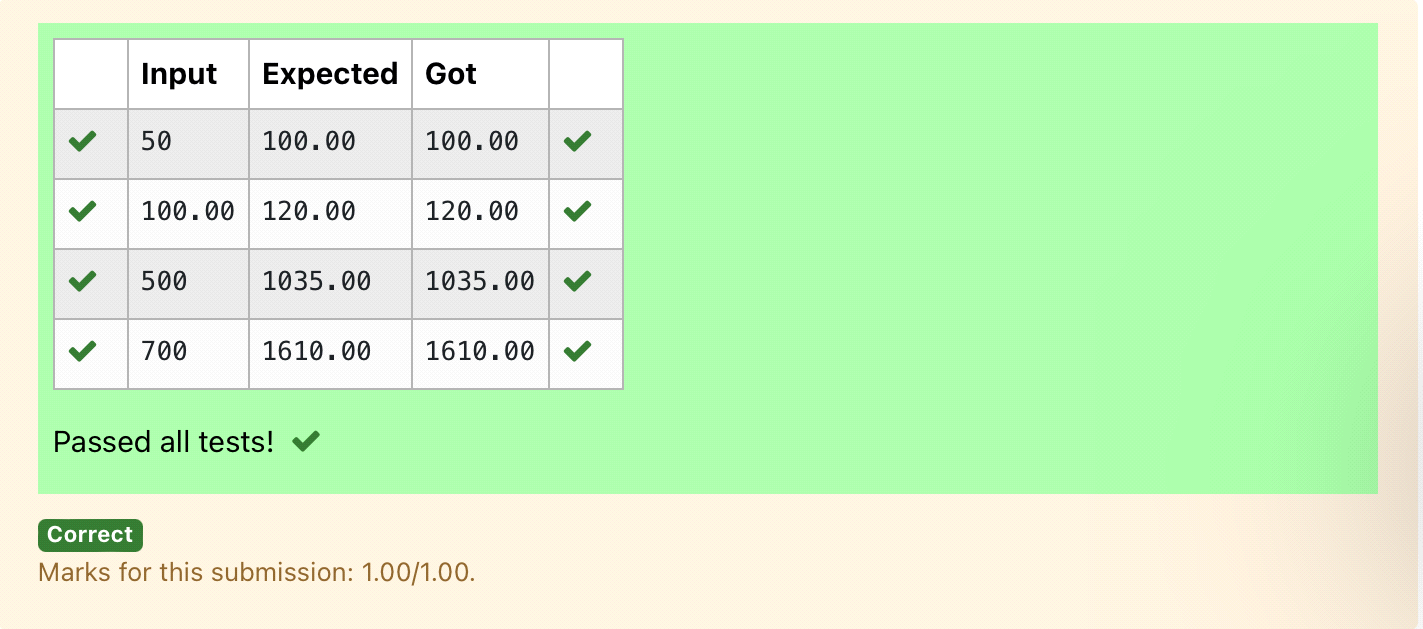 Input Expected Got
50 100.00 100.00
100.00 120.00 120.00
500 1035.00 1035.00
700 1610.00 1610.00
Passed all tests!
Correct
Marks for this submission: 1.00/1.00.